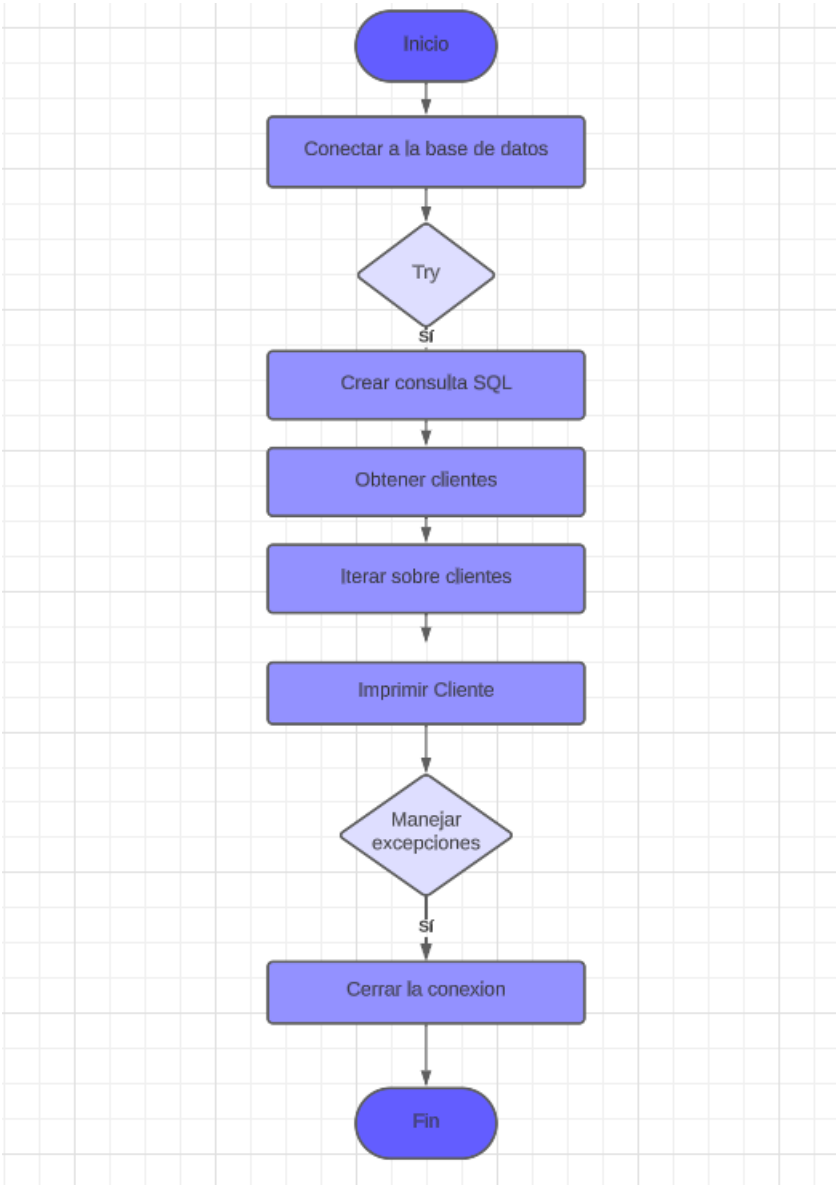 Inicio
Conectar a la base de datos
Try
Sí
Crear consulta SQL
Obtener clientes
Iterar sobre clientes
Imprimir Cliente
Manejar
excepciones
Sí
Cerrar la conexion
Fin